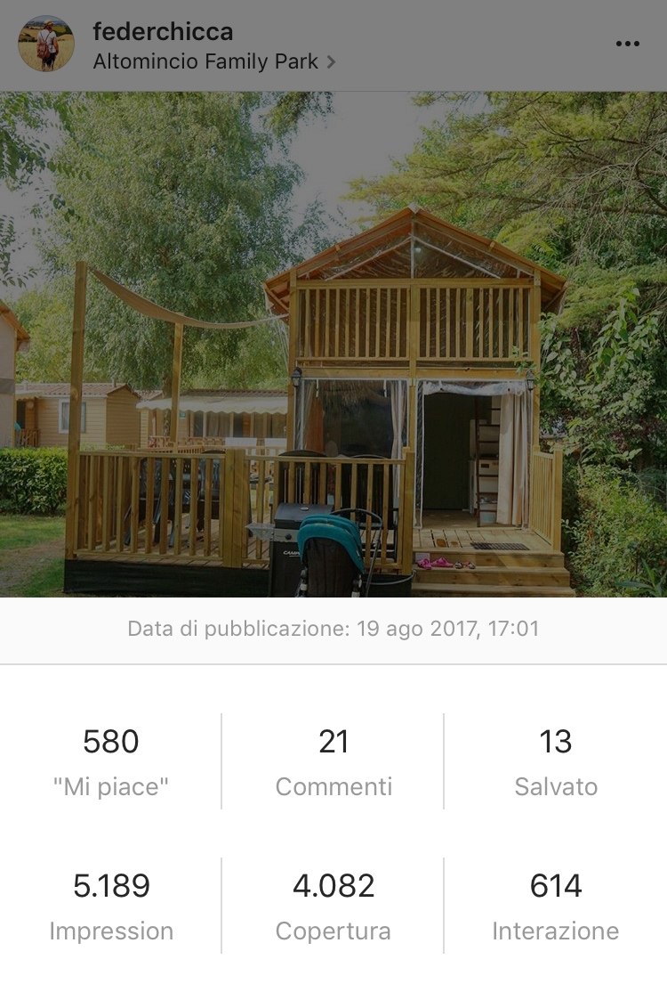 federchicca
Altomincio Family Park >
Data di pubblicazione: 19 ago 2017, 17:01
580
21
13
"Mi piace"
Commenti
Salvato
5.189
4.082
614
Impression
Copertura
Interazione